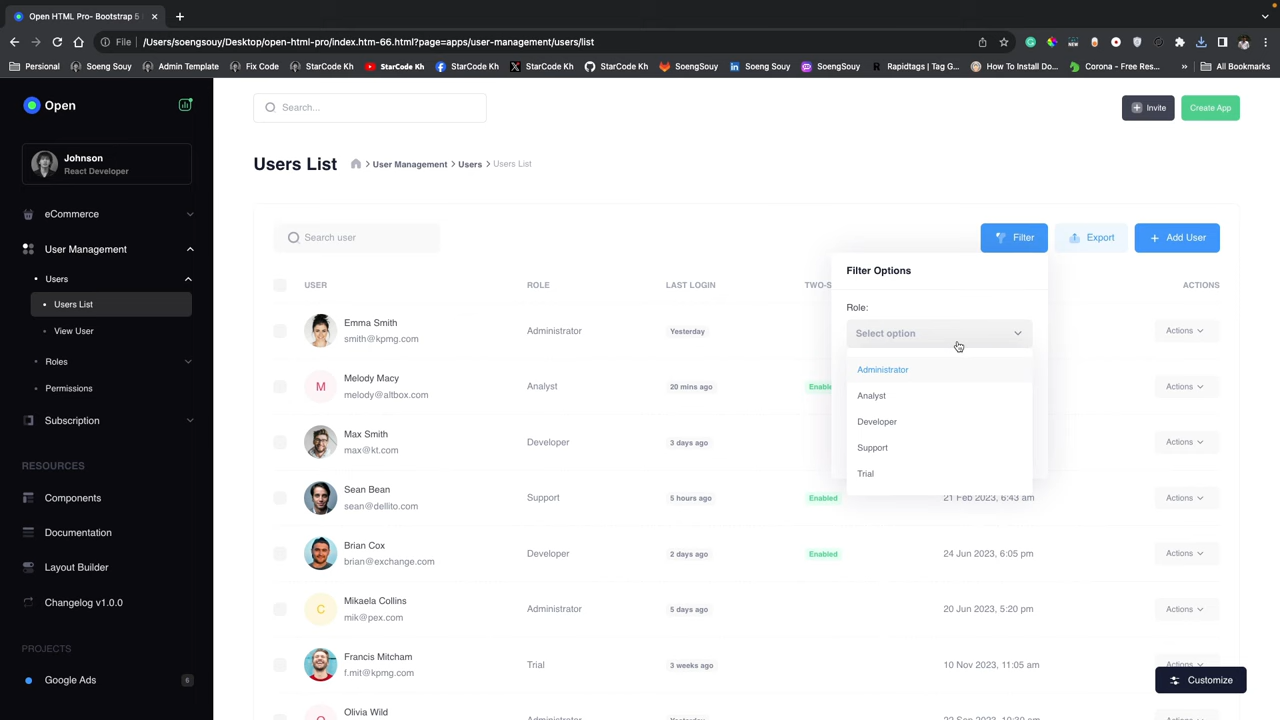 Open HTML Pro- Bootstrap 5
File
/Users/soengsouy/Desktop/open-html-pro/index.htm-66.html?page=apps/user-management/users/list
Persional
Soeng Souy
Admin Template
Fix Code
StarCode Kh
StarCode Kh
StarCode Kh
StarCode Kh
StarCode Kh
SoengSouy
Soeng Souy
SoengSouy
Rapidtags | Tag G...
How To Install Do...
Corona - Free Res...
»
All Bookmarks
Open
Search...
Invite
Create App
Johnson
React Developer
Users List
User Management
Users
Users List
eCommerce
User Management
Users
Users List
View User
Roles
Permissions
Subscription
RESOURCES
Components
Documentation
Layout Builder
Changelog v1.0.0
PROJECTS
Google Ads
6
Search user
Filter
Export
Add User
Filter Options
Role:
Select option
Administrator
Analyst
Developer
Support
Trial
USER ROLE LAST LOGIN TWO-S ACTIONS
Emma Smith
smith@kpmg.com
Administrator
Yesterday
Actions
M
Melody Macy
melody@altbox.com
Analyst
20 mins ago
Actions
Max Smith
max@kt.com
Developer
3 days ago
Actions
Sean Bean
sean@dellito.com
Support
5 hours ago
Enabled
21 Feb 2023, 6:43 am
Actions
Brian Cox
brian@exchange.com
Developer
2 days ago
Enabled
24 Jun 2023, 6:05 pm
Actions
C
Mikaela Collins
mik@pex.com
Administrator
5 days ago
20 Jun 2023, 5:20 pm
Actions
Francis Mitcham
f.mit@kpmg.com
Trial
3 weeks ago
10 Nov 2023, 11:05 am
Actions
Olivia Wild
Administrator
Yesterday
Customize